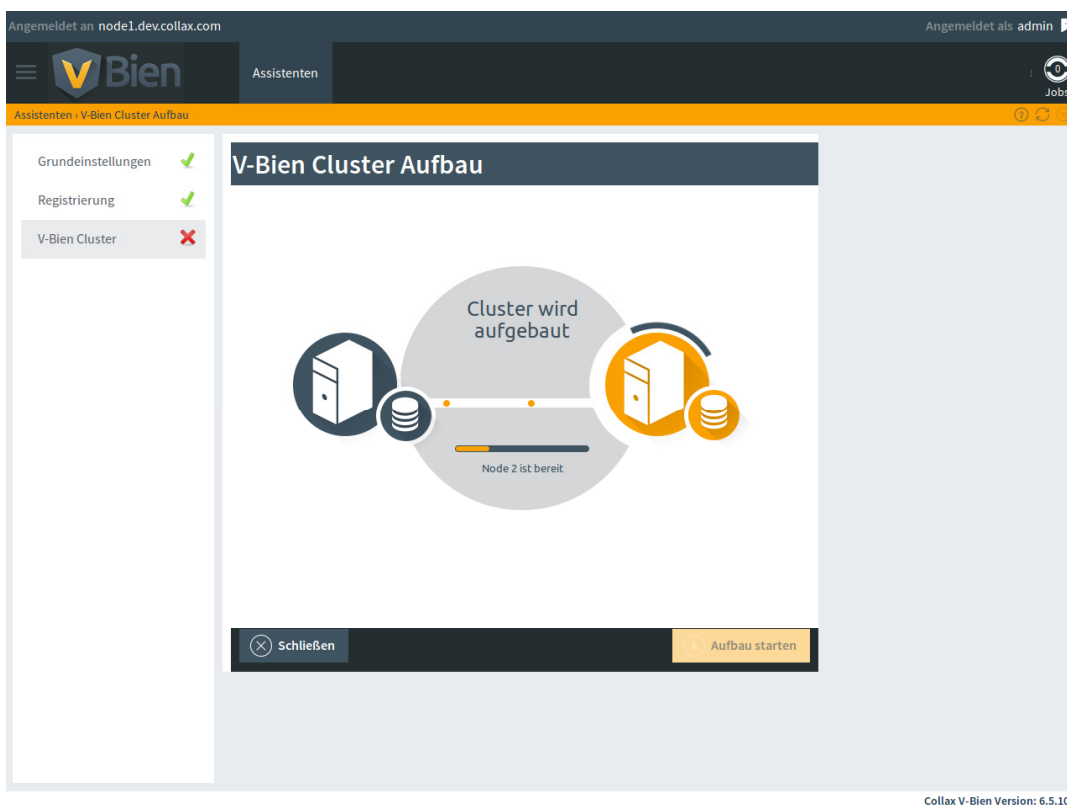 Angemeldet an node1.dev.collax.com
Angemeldet als admin
V Bien
Assistenten
0
Jobs
Assistenten › V-Bien Cluster Aufbau
?
Grundeinstellungen
Registrierung
V-Bien Cluster
V-Bien Cluster Aufbau
Cluster wird
aufgebaut
Node 2 ist bereit
Schließen
Aufbau starten
Collax V-Bien Version: 6.5.10